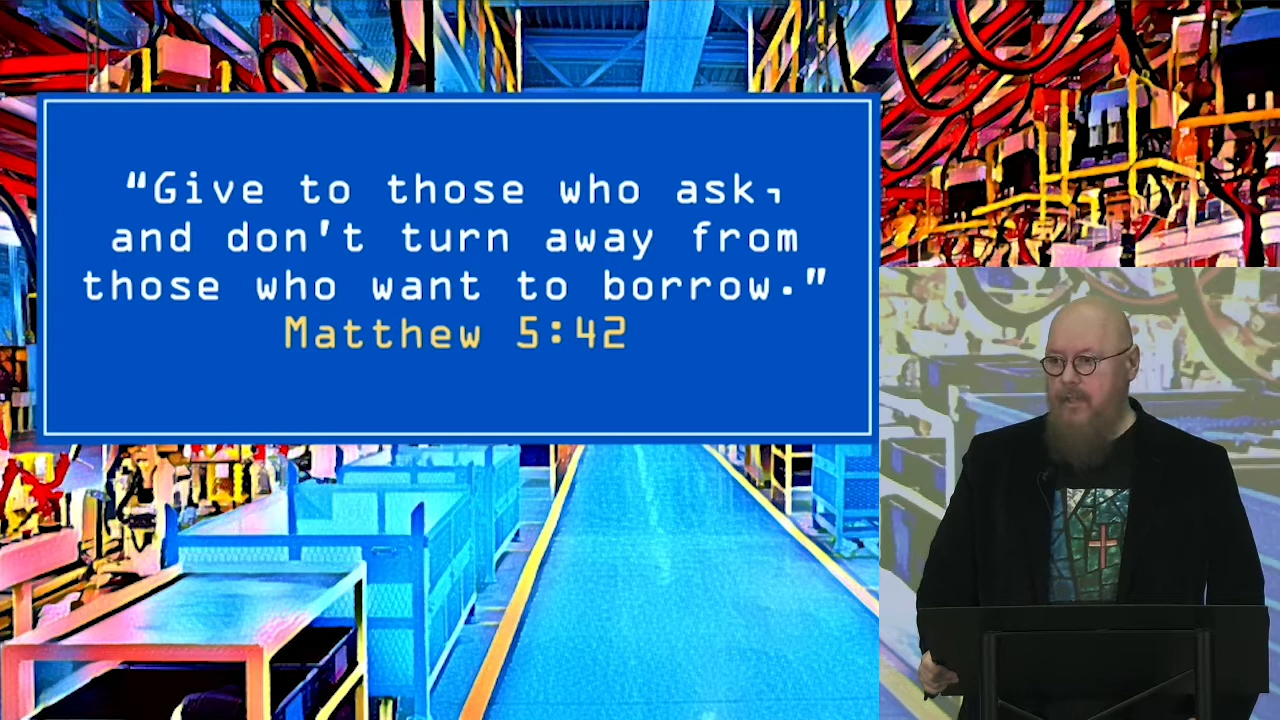 “Give to those who ask,
and don't turn away from
those who want to borrow.”
Matthew 5:42